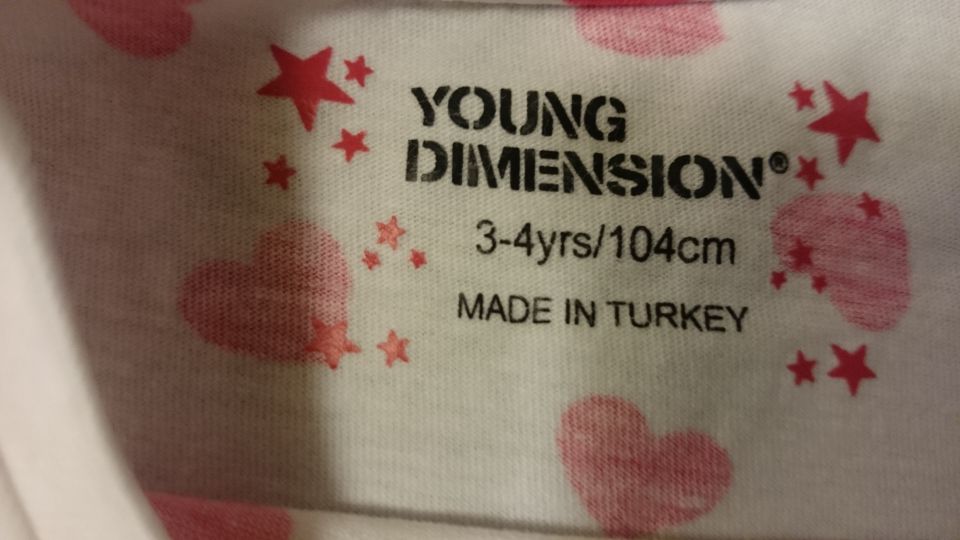 YOUNG
DIMENSION®
3-4yrs/104cm
MADE IN TURKEY